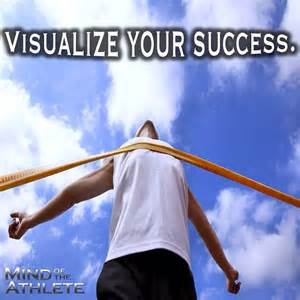 VISUALIZE YOUR SUCCESS.
MIND OF THE
ATHLETE